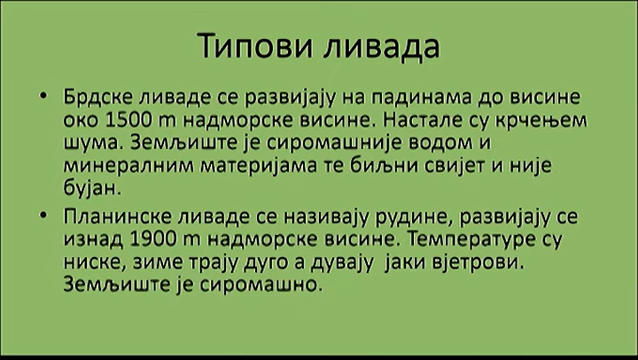 Типови ливада
• Брдске ливаде се развијају на падинама до висине
око 1500 m надморске висине. Настале су крчењем
шума. Земљиште је сиромашније водом и
минералним материјама те биљни свијет и није
бујан.
• Планинске ливаде се називају рудине, развијају се
изнад 1900 m надморске висине. Температуре су
ниске, зиме трају дуго а дувају  јаки вјетрови.
Земљиште је сиромашно.